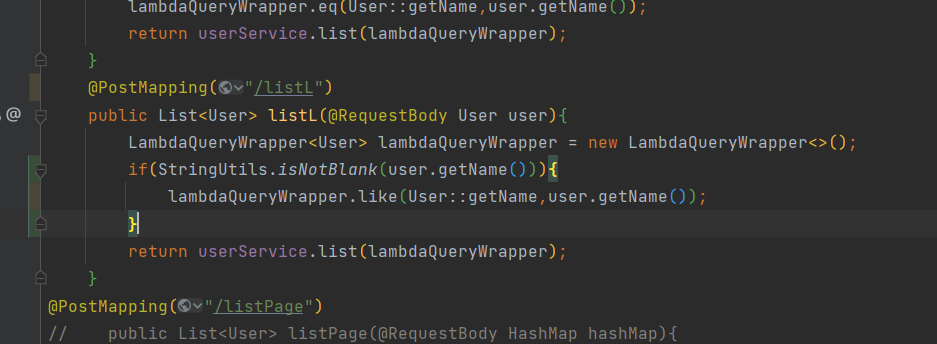 lambdaQueryWrapper.eq(User::getName,user.getName());
return userService.list(lambdaQueryWrapper);
}
@PostMapping("/listL")
public List<User> listL(@RequestBody User user){
LambdaQueryWrapper<User> lambdaQueryWrapper = new LambdaQueryWrapper<>();
if(StringUtils.isNotBlank(user.getName())){
lambdaQueryWrapper.like(User::getName,user.getName());
}
return userService.list(lambdaQueryWrapper);
}
@PostMapping("/listPage")
//    public List<User> listPage(@RequestBody HashMap hashMap){